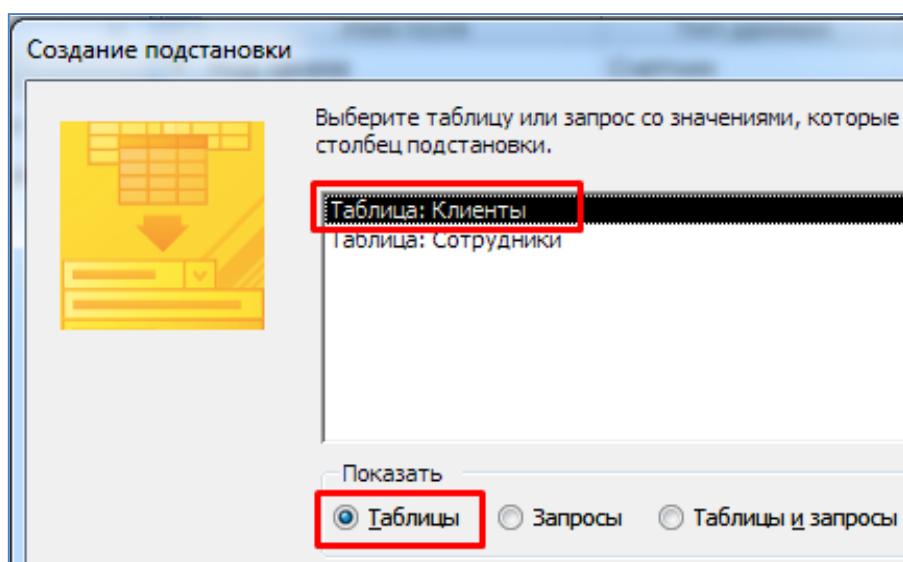 Создание подстановки
Выберите таблицу или запрос со значениями, которые
столбец подстановки.
Таблица: Клиенты
Таблица: Сотрудники
Показать
Таблицы Запросы Таблицы и запросы